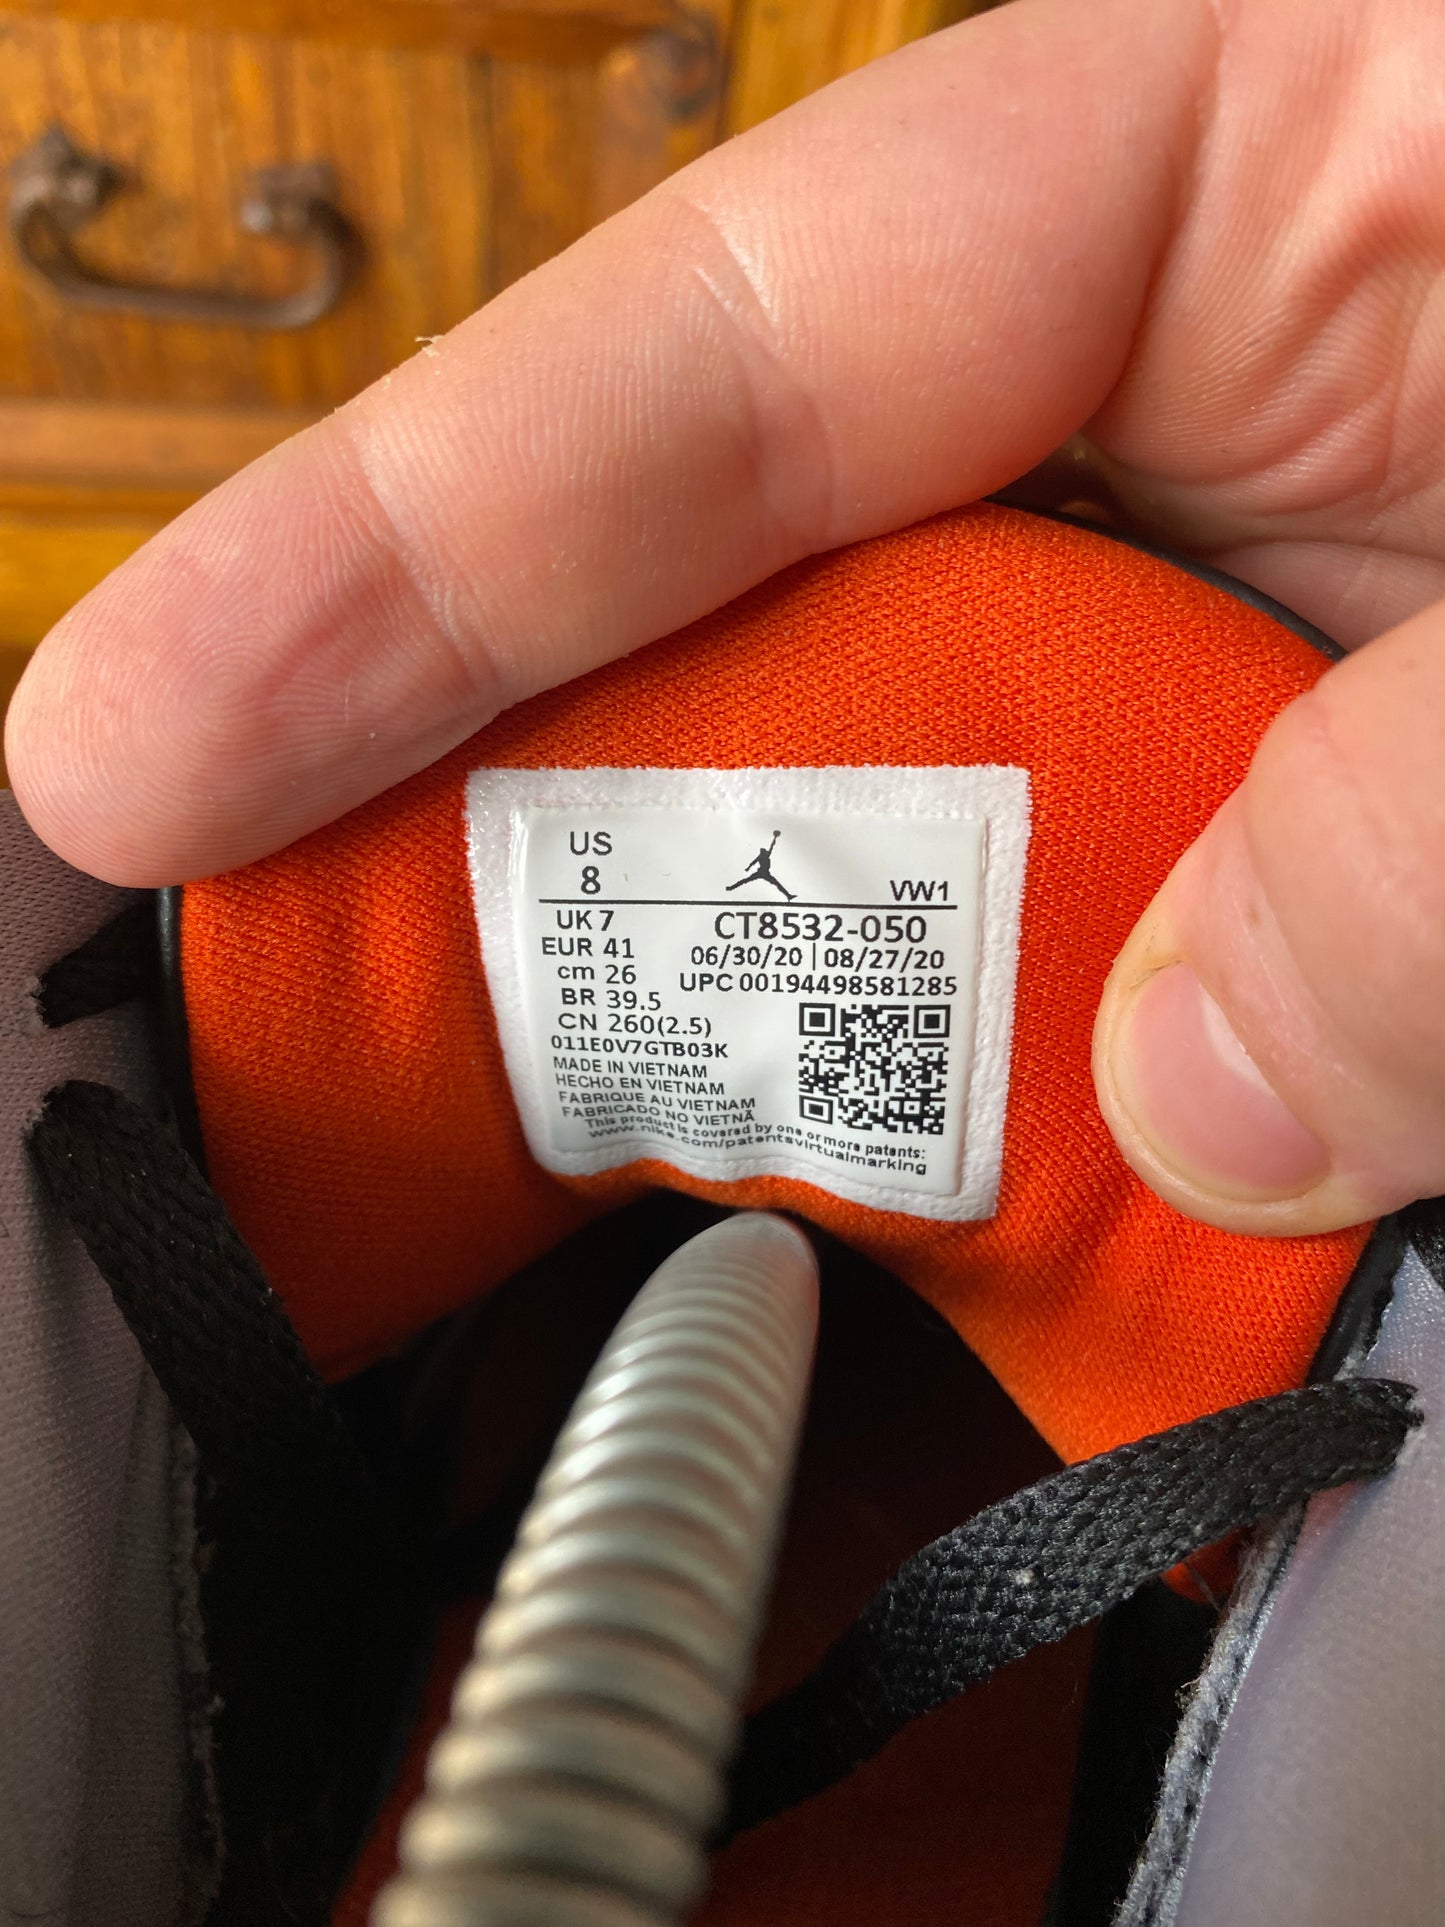 US
8
VW1
UK 7
EUR 41
cm 26
BR 39.5
CN 260(2.5)
CT8532-050
06/30/20 | 08/27/20
UPC 00194498581285
011E0V7GTB03K
MADE IN VIETNAM
HECHO EN VIETNAM
FABRIQUE AU VIETNAM
FABRICADO NO VIETNÃ
This product is covered by one or more patents:
www.nike.com/patentsvirtualmarking